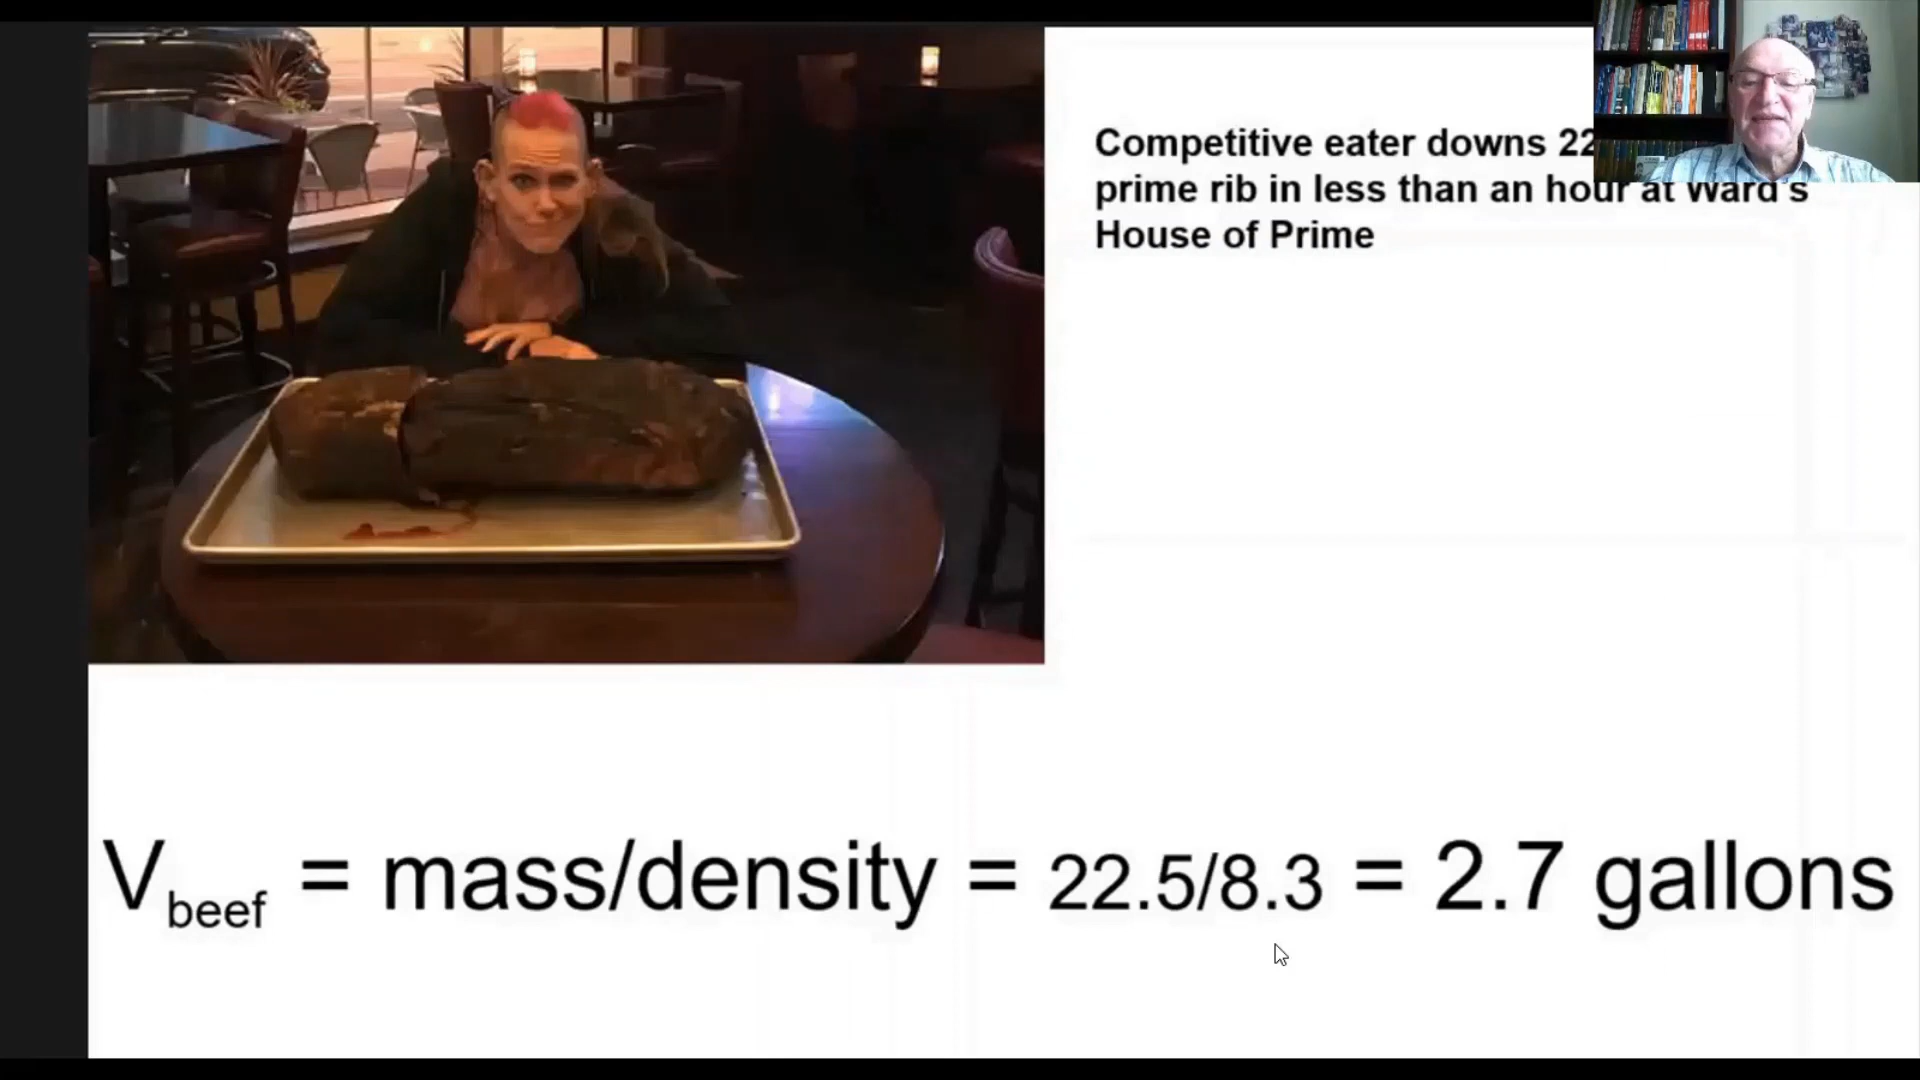 Competitive eater downs 22
prime rib in less than an hour at Ward's
House of Prime
Vbeef = mass/density = 22.5/8.3 = 2.7 gallons